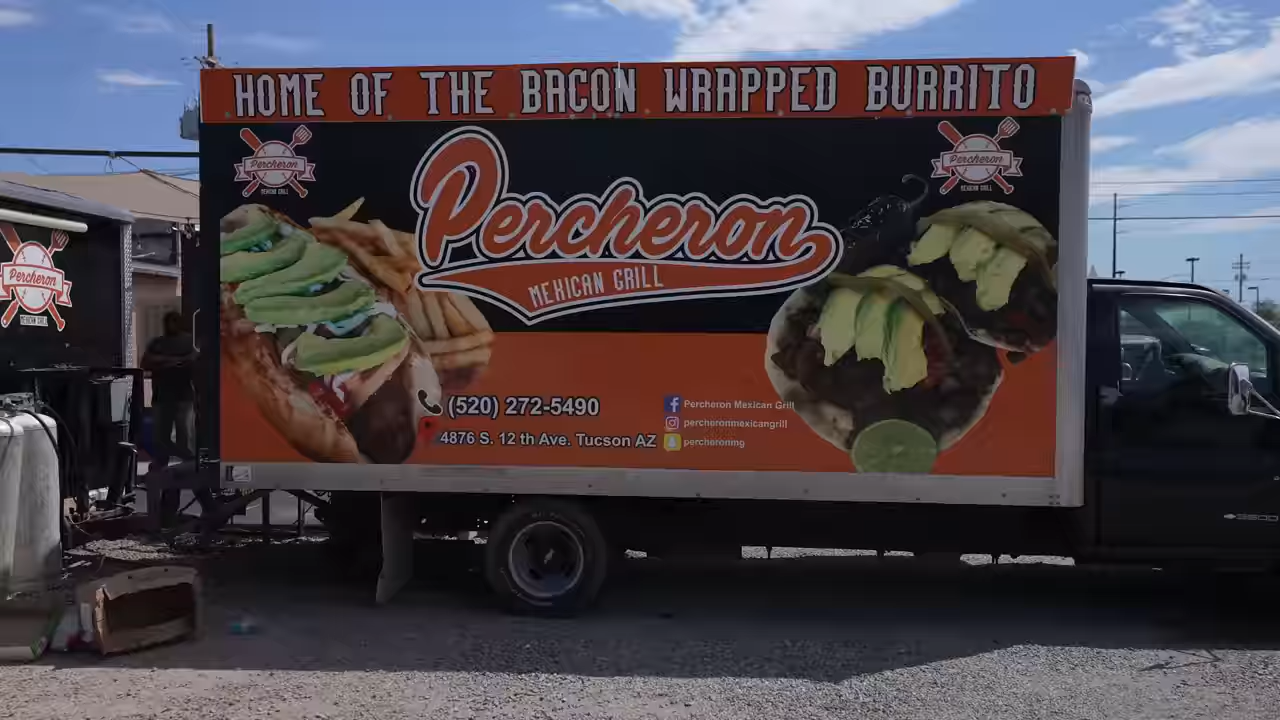 HOME OF THE BACON WRAPPED BURRITO
Percheron
MEXICAN GRILL
Percheron
MEXICAN GRILL
Percheron
MEXICAN GRILL
Percheron
MEXICAN GRILL
(520) 272-5490
4876 S. 12 th Ave. Tucson AZ
Percheron Mexican Grill
percheronmexicangrill
percheronmg
3500